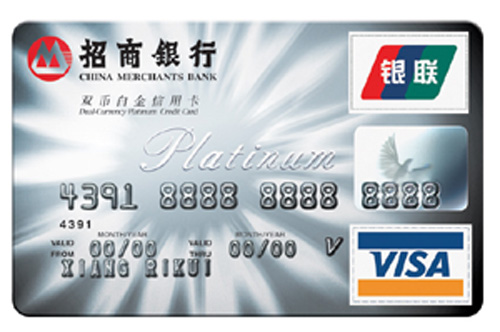 招商银行
CHINA MERCHANTS BANK
银联
双币白金信用卡
Dual-Currency Platinum Credit Card
Platinum
4391 8888 8888 8888
4391
MONTH/YEAR MONTH/YEAR
VALID FROM 00/00 VALID THRU 00/00 V
XIANG RIKUI
VISA